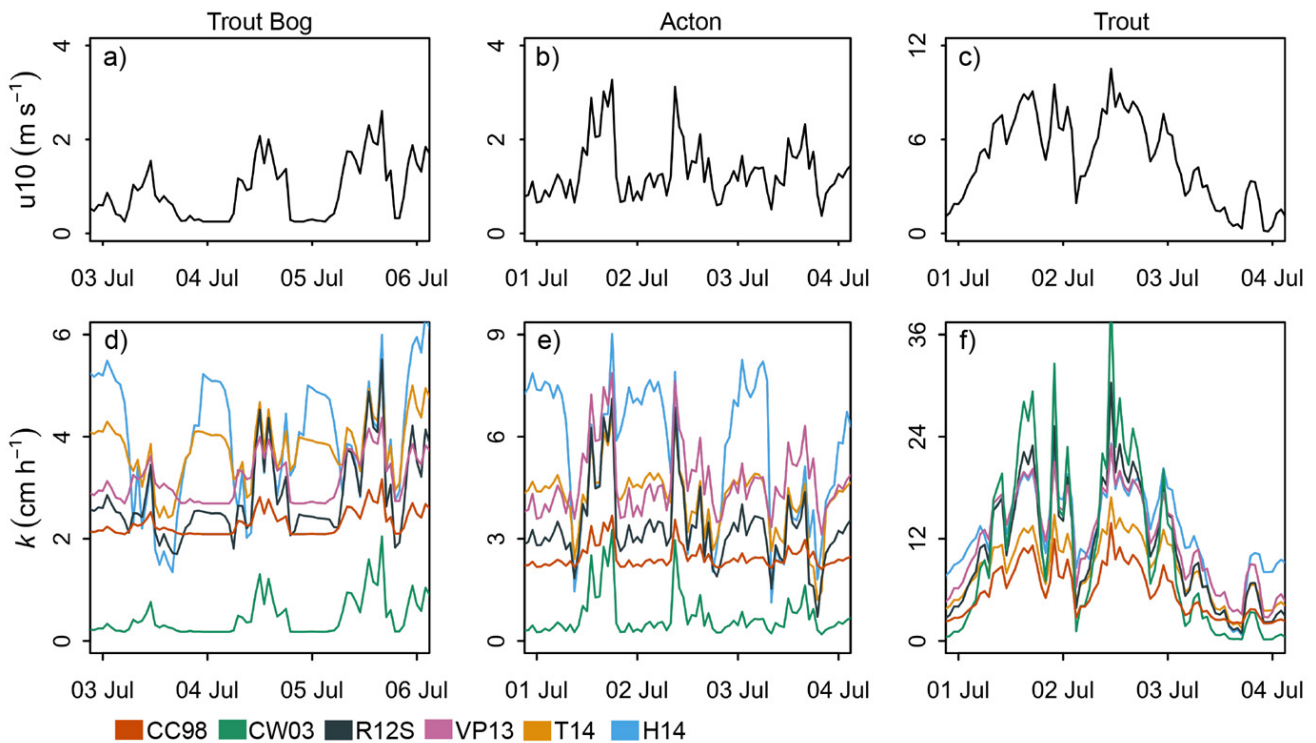 Trout Bog Acton Trout
a) b) c)
u10 (m s⁻¹)
4 2 0
4 2 0
12 6 0
03 Jul 04 Jul 05 Jul 06 Jul
01 Jul 02 Jul 03 Jul 04 Jul
01 Jul 02 Jul 03 Jul 04 Jul
d) e) f)
k (cm h⁻¹)
6 4 2 0
9 6 3 0
36 24 12 0
03 Jul 04 Jul 05 Jul 06 Jul
01 Jul 02 Jul 03 Jul 04 Jul
01 Jul 02 Jul 03 Jul 04 Jul
CC98 CW03 R12S VP13 T14 H14